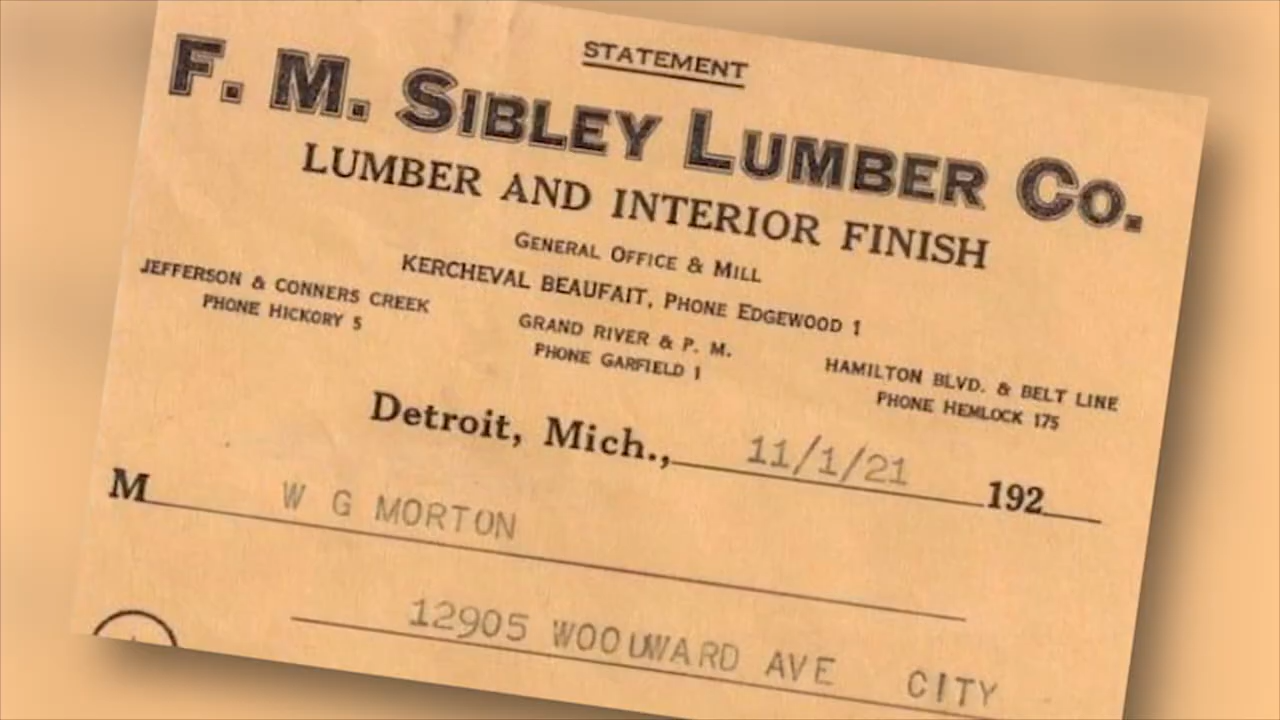 STATEMENT
F. M. SIBLEY LUMBER CO.
LUMBER AND INTERIOR FINISH
GENERAL OFFICE & MILL
KERCHEVAL BEAUFAIT, PHONE EDGEWOOD 1
JEFFERSON & CONNERS CREEK
PHONE HICKORY 5
GRAND RIVER & P. M.
PHONE GARFIELD 1
HAMILTON BLVD. & BELT LINE
PHONE HEMLOCK 175
Detroit, Mich., 11/1/21 192
M W G MORTON
12905 WOOUWARD AVE CITY